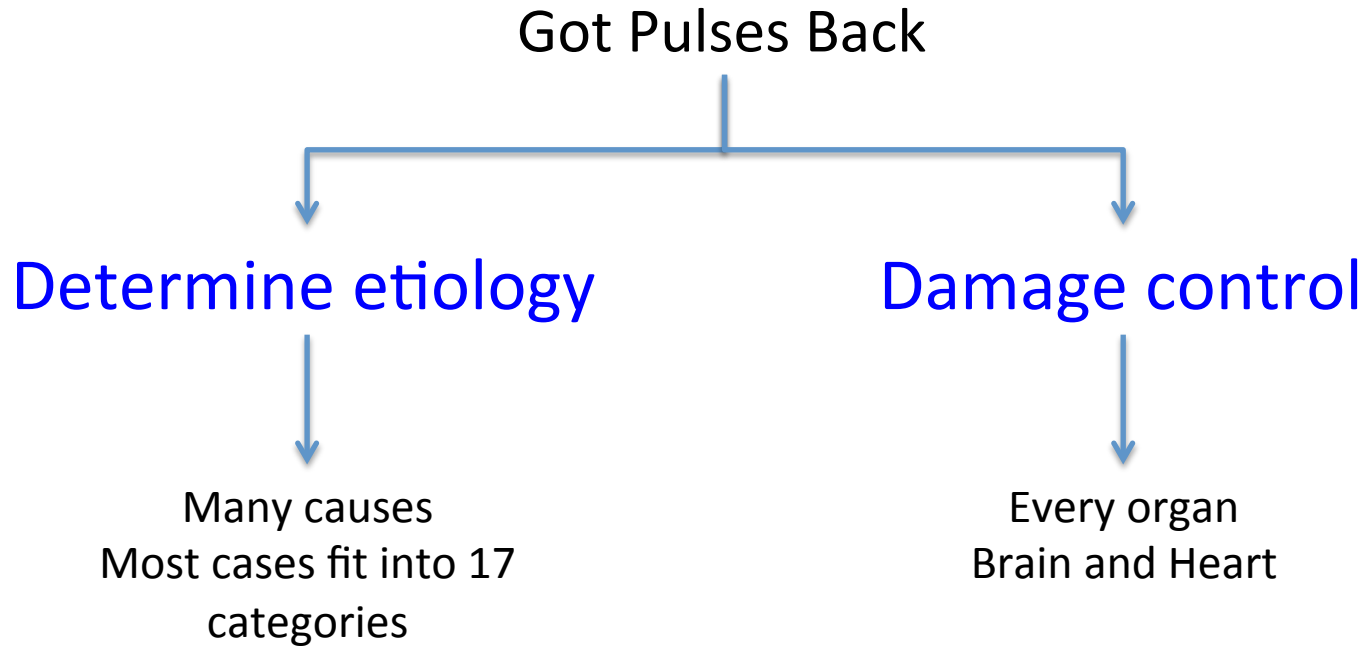 Got Pulses Back
Determine etiology
Damage control
Many causes
Most cases fit into 17
categories
Every organ
Brain and Heart